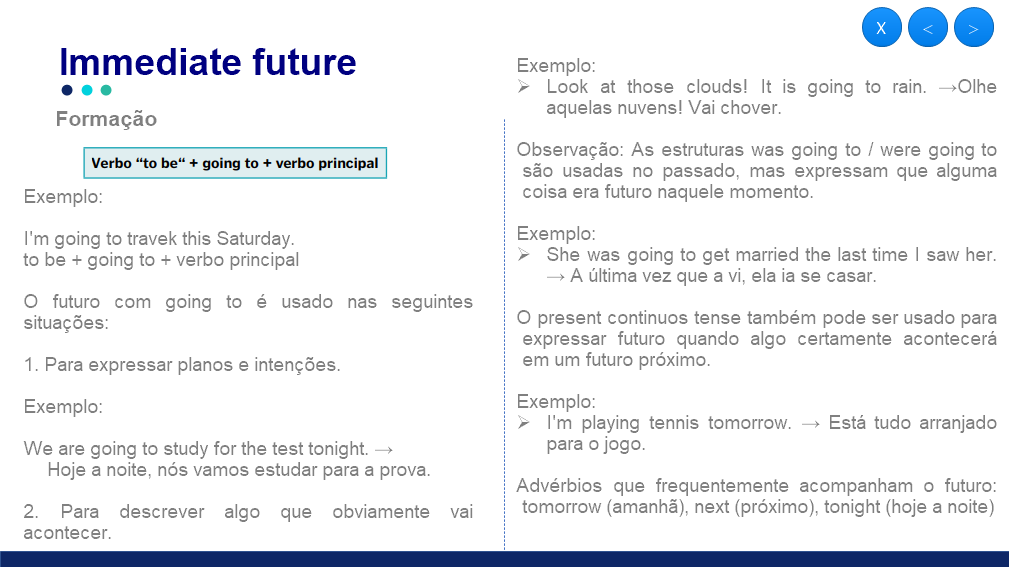 Immediate future
Formação
Verbo “to be“ + going to + verbo principal
Exemplo:
I'm going to travek this Saturday.
to be + going to + verbo principal
O futuro com going to é usado nas seguintes
situações:
1. Para expressar planos e intenções.
Exemplo:
We are going to study for the test tonight. →
Hoje a noite, nós vamos estudar para a prova.
2. Para descrever algo que obviamente vai
acontecer.
X < >
Exemplo:
➢ Look at those clouds! It is going to rain. →Olhe
aquelas nuvens! Vai chover.
Observação: As estruturas was going to / were going to
são usadas no passado, mas expressam que alguma
coisa era futuro naquele momento.
Exemplo:
➢ She was going to get married the last time I saw her.
→ A última vez que a vi, ela ia se casar.
O present continuos tense também pode ser usado para
expressar futuro quando algo certamente acontecerá
em um futuro próximo.
Exemplo:
➢ I'm playing tennis tomorrow. → Está tudo arranjado
para o jogo.
Advérbios que frequentemente acompanham o futuro:
tomorrow (amanhã), next (próximo), tonight (hoje a noite)